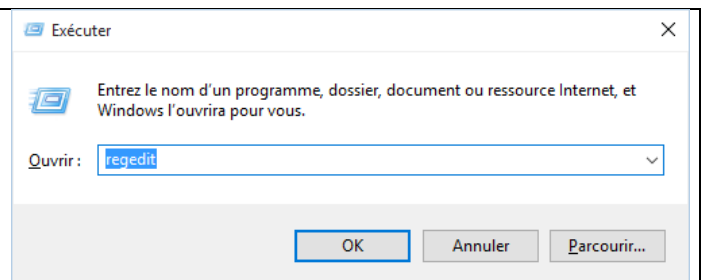 Exécuter
Entrez le nom d'un programme, dossier, document ou ressource Internet, et
Windows l'ouvrira pour vous.
Ouvrir : regedit
OK Annuler Parcourir...